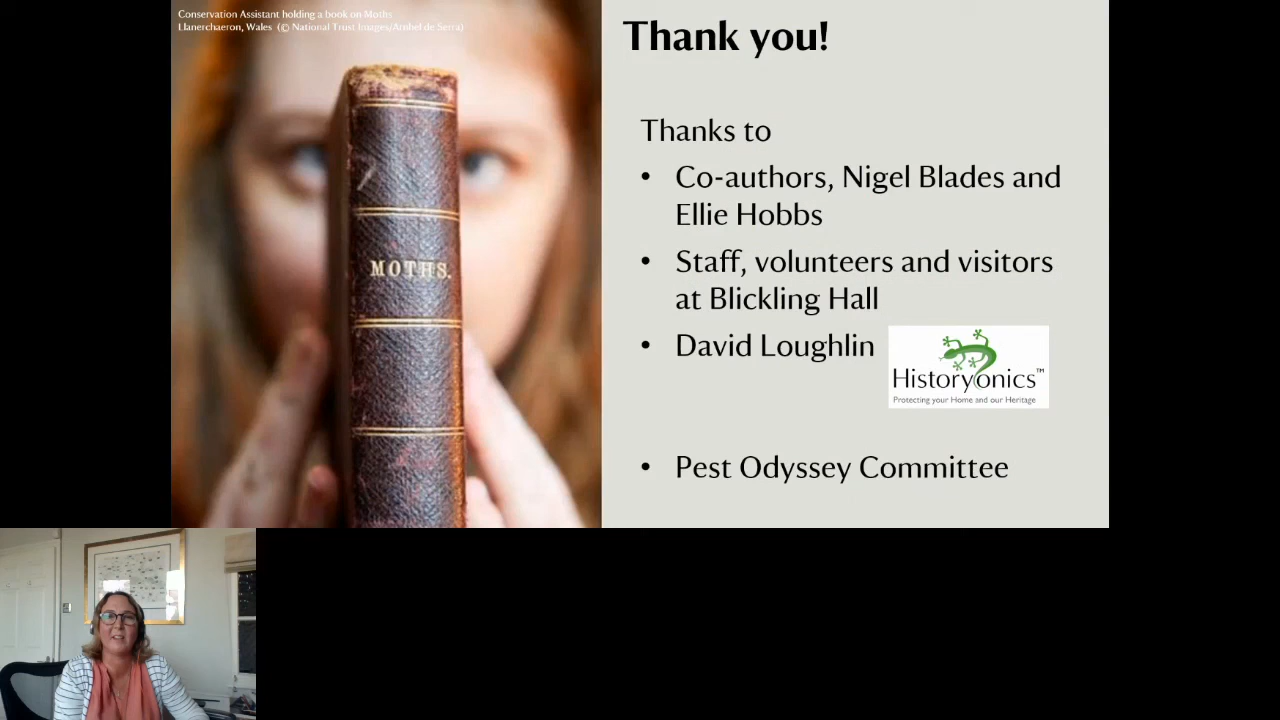 Conservation Assistant holding a book on Moths
Llanerchaeron, Wales (© National Trust Images/Arnhel de Serra)
MOTHS.
Thank you!
Thanks to
• Co-authors, Nigel Blades and
Ellie Hobbs
• Staff, volunteers and visitors
at Blickling Hall
• David Loughlin
Historyonics™
Protecting your Home and our Heritage
• Pest Odyssey Committee